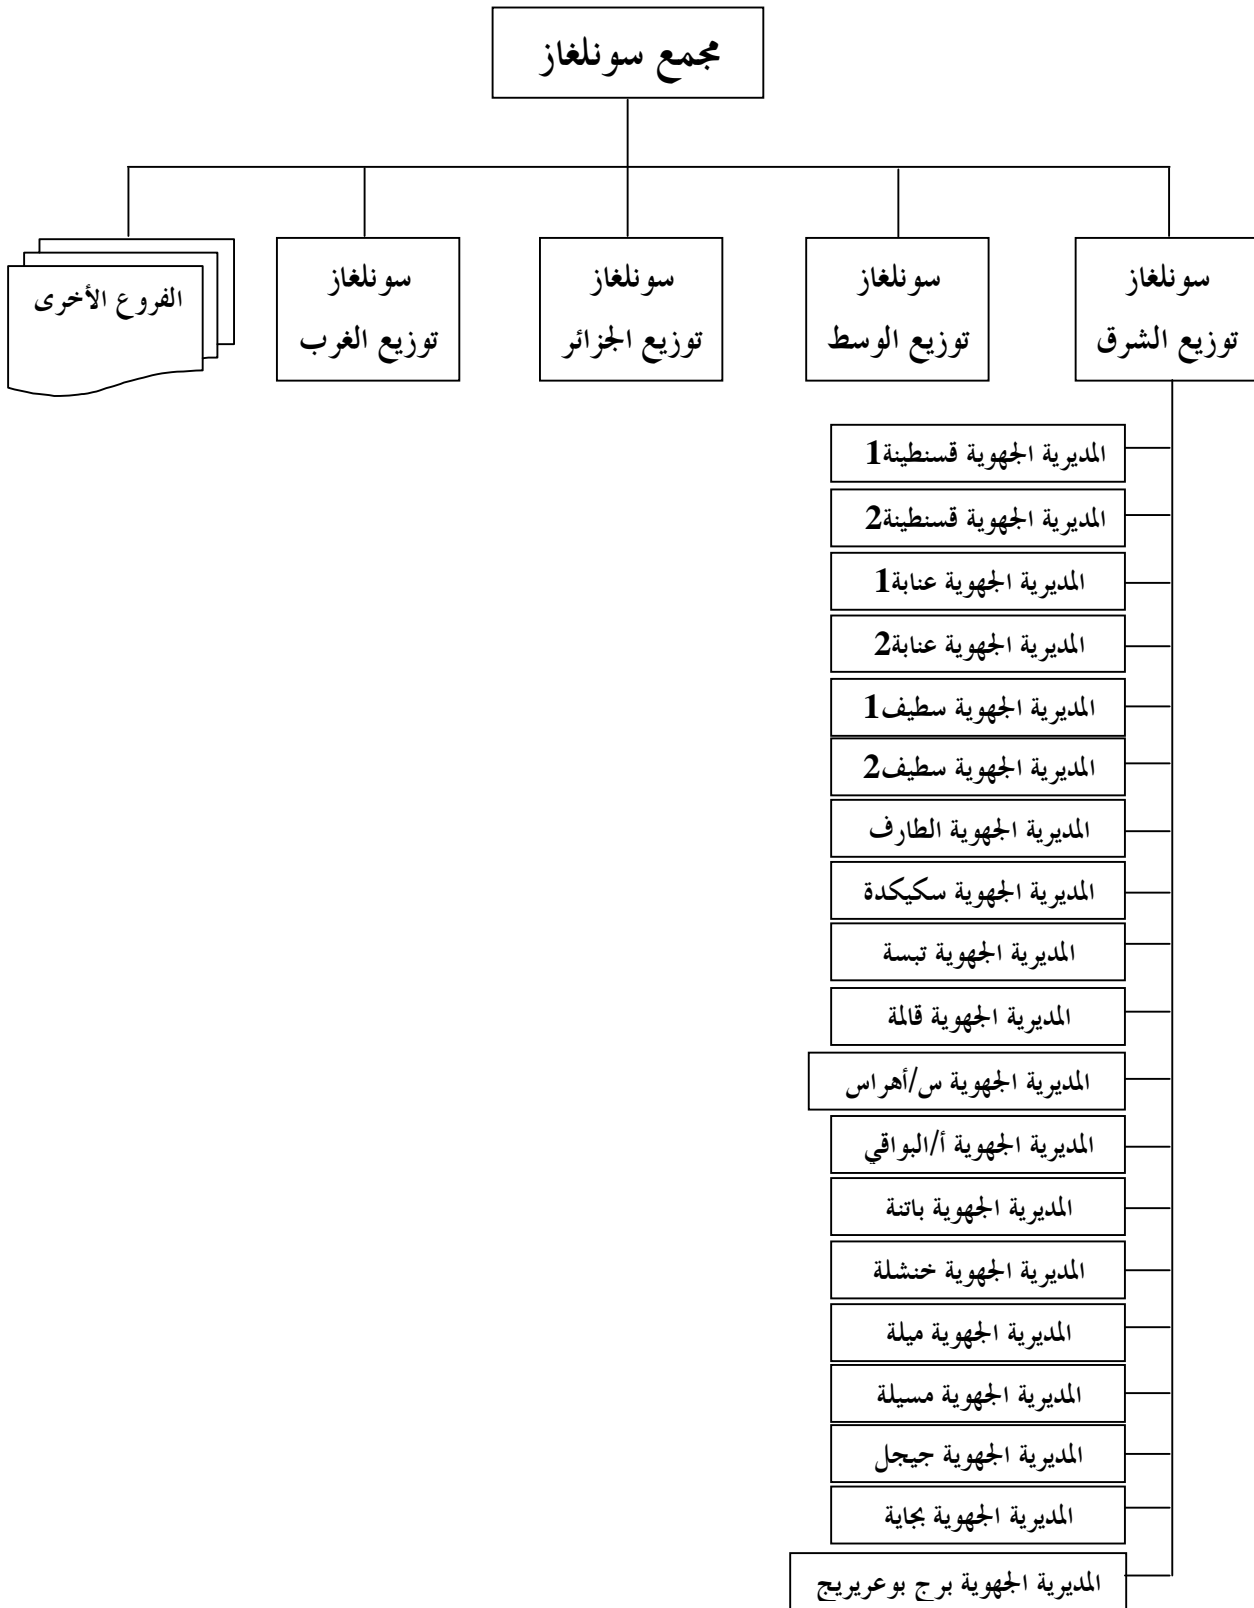 مجمع سونلغاز
سونلغاز
توزيع الشرق
سونلغاز
توزيع الوسط
سونلغاز
توزيع الجزائر
سونلغاز
توزيع الغرب
الفروع الأخرى
المديرية الجهوية قسنطينة1
المديرية الجهوية قسنطينة2
المديرية الجهوية عنابة1
المديرية الجهوية عنابة2
المديرية الجهوية سطيف1
المديرية الجهوية سطيف2
المديرية الجهوية الطارف
المديرية الجهوية سكيكدة
المديرية الجهوية تبسة
المديرية الجهوية قالمة
المديرية الجهوية س/أهراس
المديرية الجهوية أ/البواقي
المديرية الجهوية باتنة
المديرية الجهوية خنشلة
المديرية الجهوية ميلة
المديرية الجهوية مسيلة
المديرية الجهوية جيجل
المديرية الجهوية بجاية
المديرية الجهوية برج بوعريريج